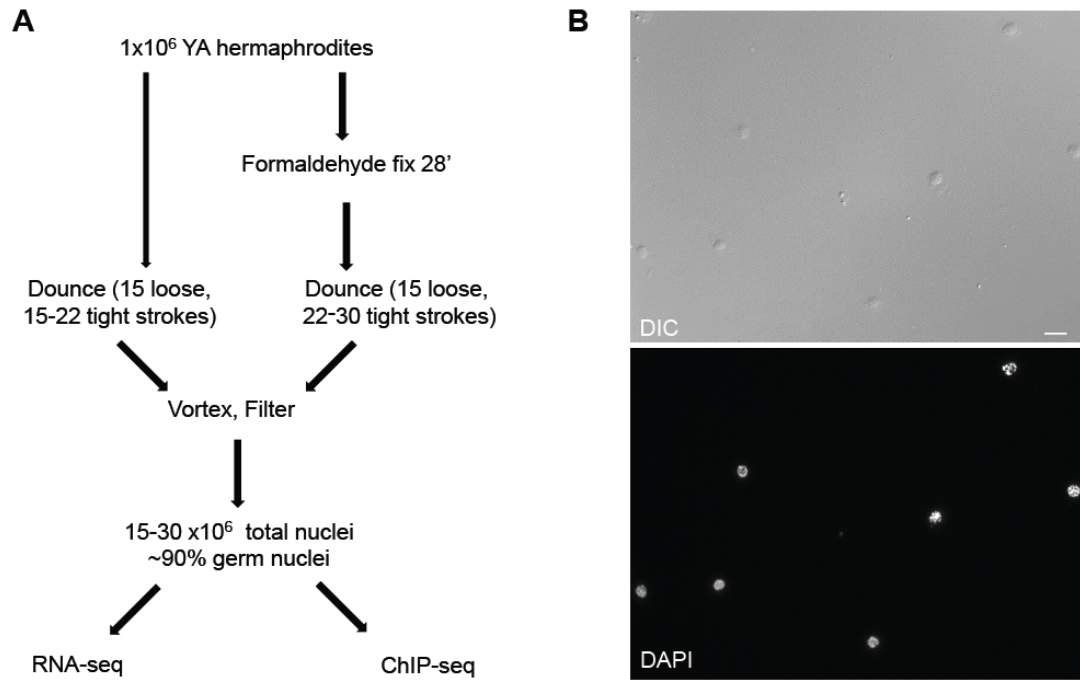 A
1x10⁶ YA hermaphrodites
Formaldehyde fix 28’
Dounce (15 loose,
15-22 tight strokes)
Dounce (15 loose,
22-30 tight strokes)
Vortex, Filter
15-30 x10⁶ total nuclei
~90% germ nuclei
RNA-seq
ChIP-seq
B
DIC
DAPI